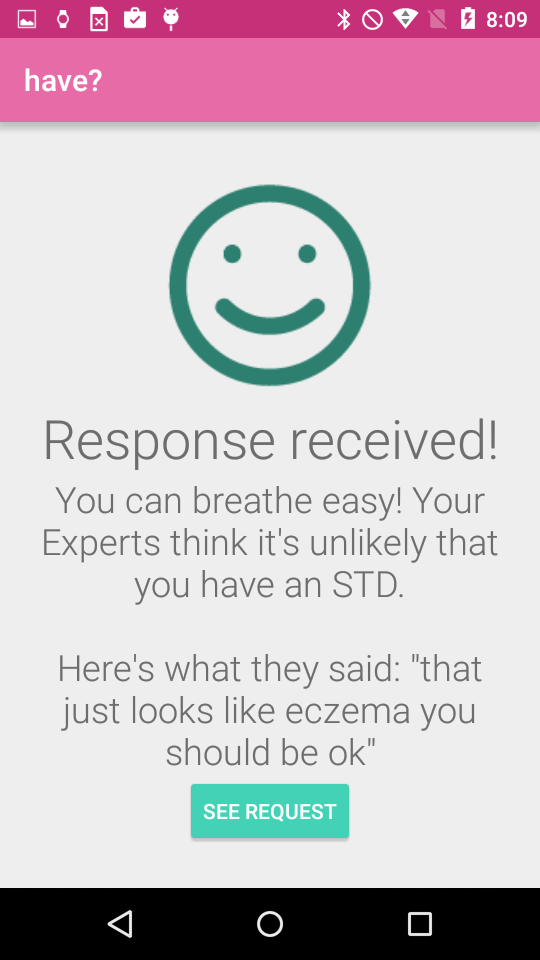 8:09
have?
Response received!
You can breathe easy! Your
Experts think it's unlikely that
you have an STD.
Here's what they said: "that
just looks like eczema you
should be ok"
SEE REQUEST